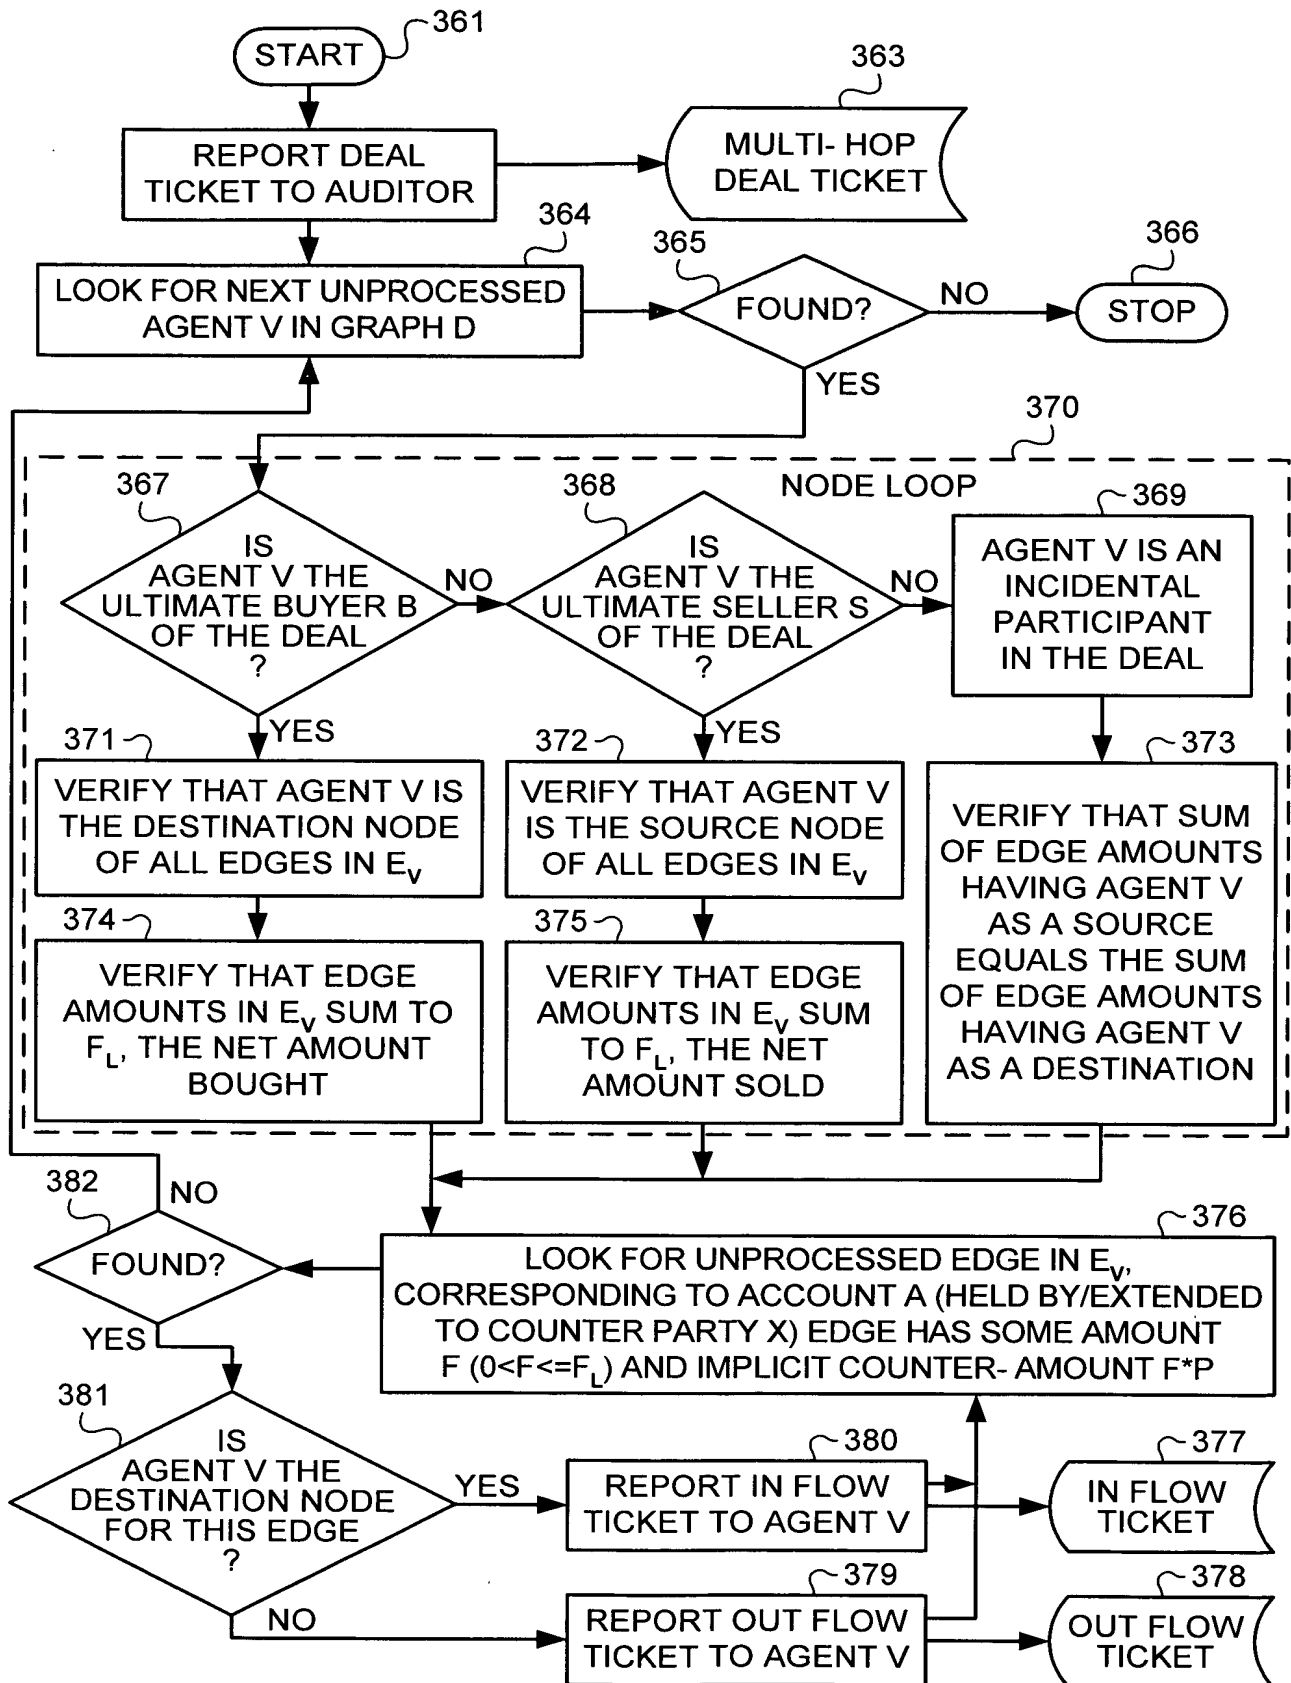 361
START
363
REPORT DEAL
TICKET TO AUDITOR
MULTI- HOP
DEAL TICKET
364
LOOK FOR NEXT UNPROCESSED
AGENT V IN GRAPH D
365
FOUND?
NO
366
STOP
YES
370
NODE LOOP
367
IS
AGENT V THE
ULTIMATE BUYER B
OF THE DEAL
?
NO
368
IS
AGENT V THE
ULTIMATE SELLER S
OF THE DEAL
?
NO
369
AGENT V IS AN
INCIDENTAL
PARTICIPANT
IN THE DEAL
YES
YES
371
VERIFY THAT AGENT V IS
THE DESTINATION NODE
OF ALL EDGES IN EV
372
VERIFY THAT AGENT V
IS THE SOURCE NODE
OF ALL EDGES IN EV
373
VERIFY THAT SUM
OF EDGE AMOUNTS
HAVING AGENT V
AS A SOURCE
EQUALS THE SUM
OF EDGE AMOUNTS
HAVING AGENT V
AS A DESTINATION
374
VERIFY THAT EDGE
AMOUNTS IN EV SUM TO
FL, THE NET AMOUNT
BOUGHT
375
VERIFY THAT EDGE
AMOUNTS IN EV SUM
TO FL, THE NET
AMOUNT SOLD
382
NO
FOUND?
YES
376
LOOK FOR UNPROCESSED EDGE IN EV,
CORRESPONDING TO ACCOUNT A (HELD BY/EXTENDED
TO COUNTER PARTY X) EDGE HAS SOME AMOUNT
F (0<F<=FL) AND IMPLICIT COUNTER- AMOUNT F*P
381
IS
AGENT V THE
DESTINATION NODE
FOR THIS EDGE
?
YES
380
REPORT IN FLOW
TICKET TO AGENT V
377
IN FLOW
TICKET
NO
379
REPORT OUT FLOW
TICKET TO AGENT V
378
OUT FLOW
TICKET